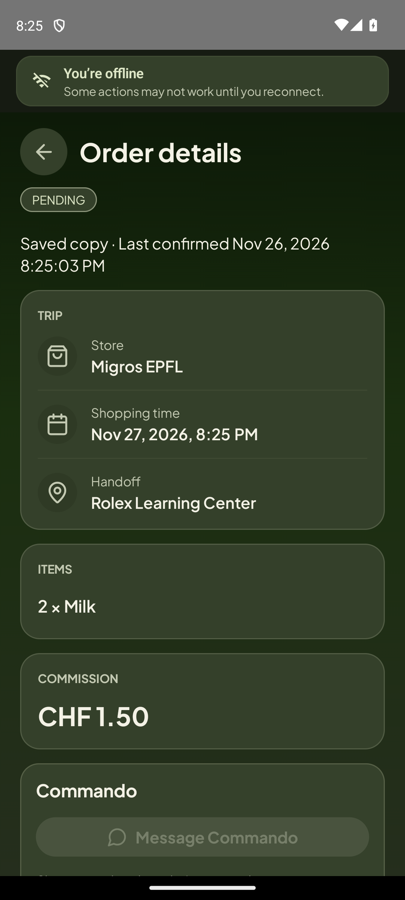 8:25
You're offline
Some actions may not work until you reconnect.
Order details
PENDING
Saved copy · Last confirmed Nov 26, 2026
8:25:03 PM
TRIP
Store
Migros EPFL
Shopping time
Nov 27, 2026, 8:25 PM
Handoff
Rolex Learning Center
ITEMS
2 × Milk
COMMISSION
CHF 1.50
Commando
Message Commando